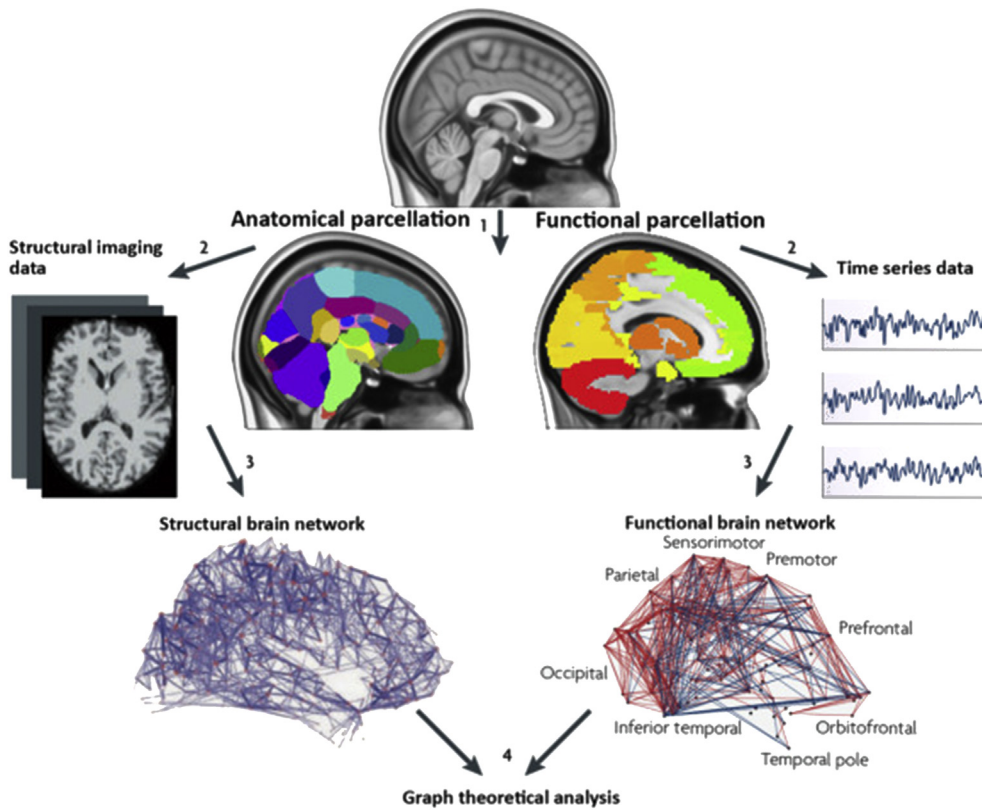 Anatomical parcellation
1
Functional parcellation
Structural imaging
data
2
2
Time series data
3
3
Structural brain network
Functional brain network
Sensorimotor
Premotor
Parietal
Prefrontal
Occipital
Inferior temporal
Orbitofrontal
Temporal pole
4
Graph theoretical analysis